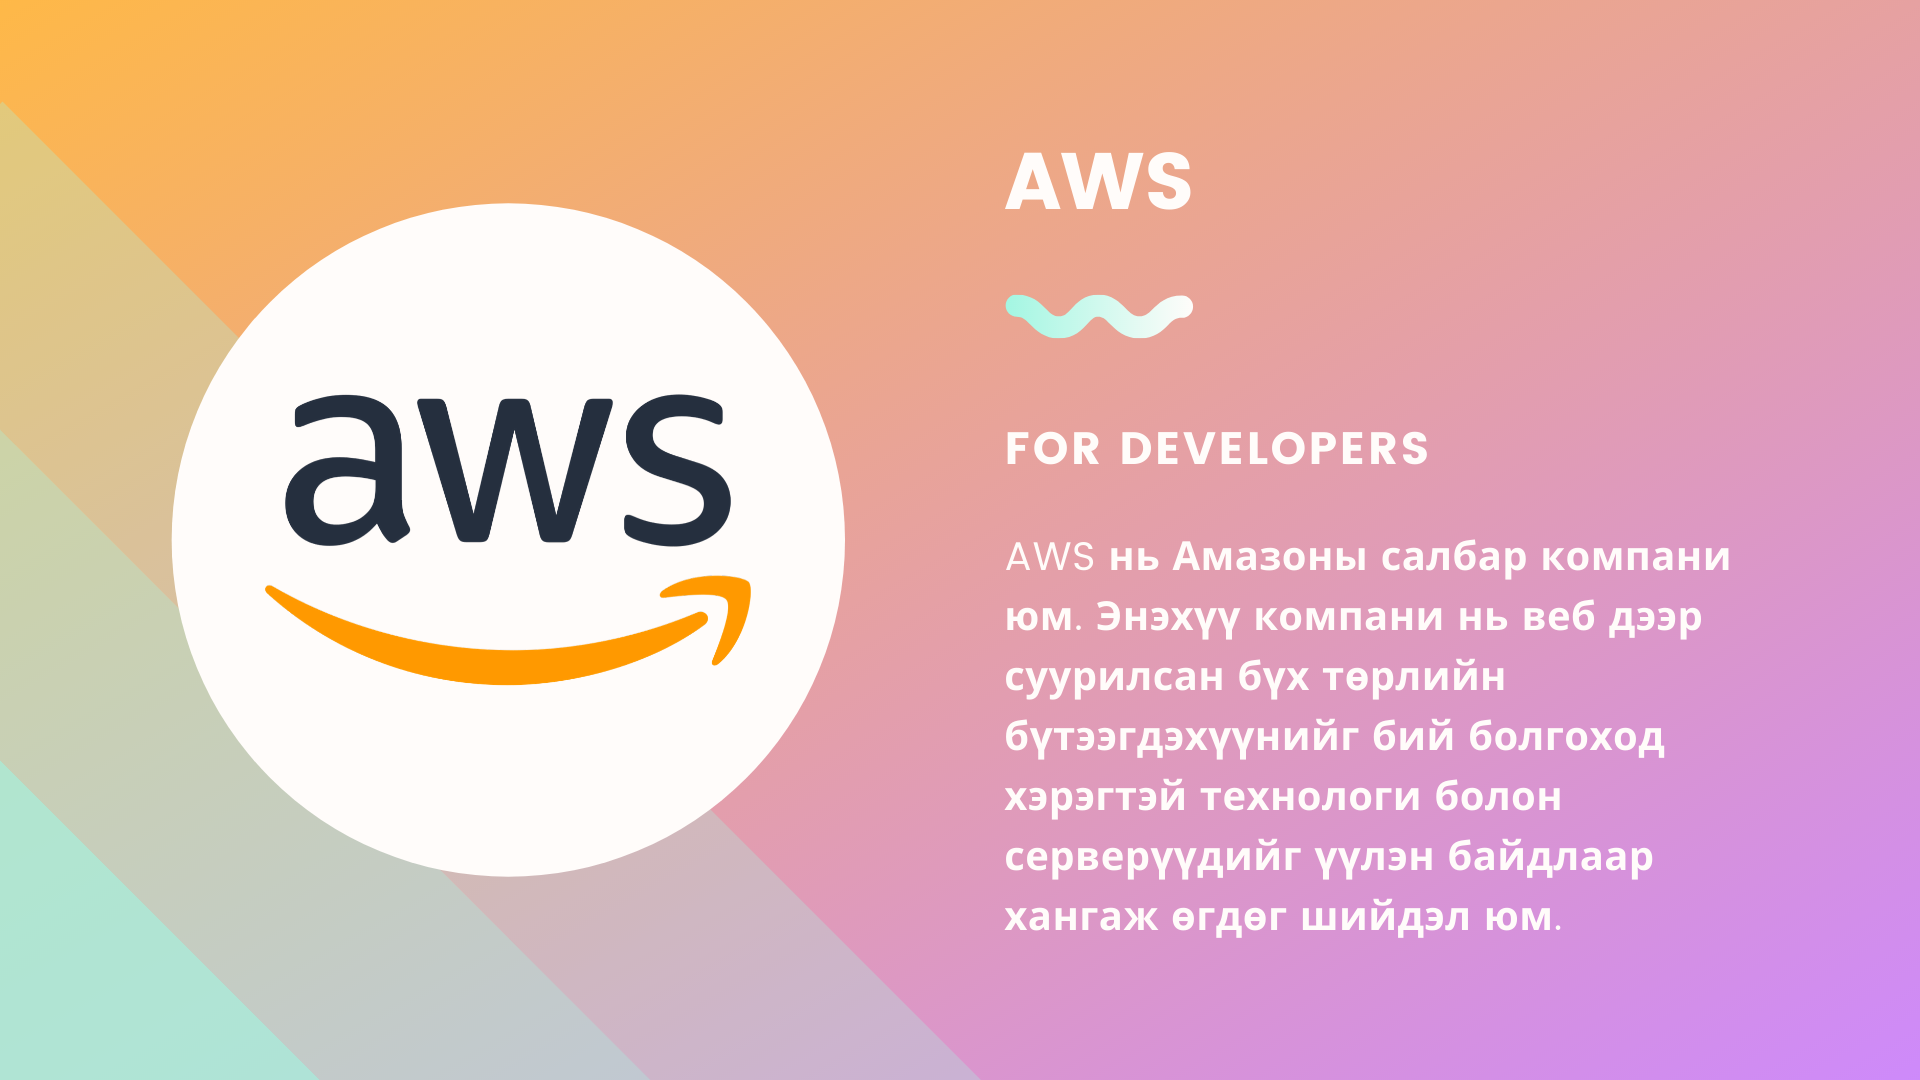 aws
AWS
FOR DEVELOPERS
AWS нь Амазоны салбар компани
юм. Энэхүү компани нь веб дээр
суурилсан бүх төрлийн
бүтээгдэхүүнийг бий болгоход
хэрэгтэй технологи болон
серверүүдийг үүлэн байдлаар
хангаж өгдөг шийдэл юм.